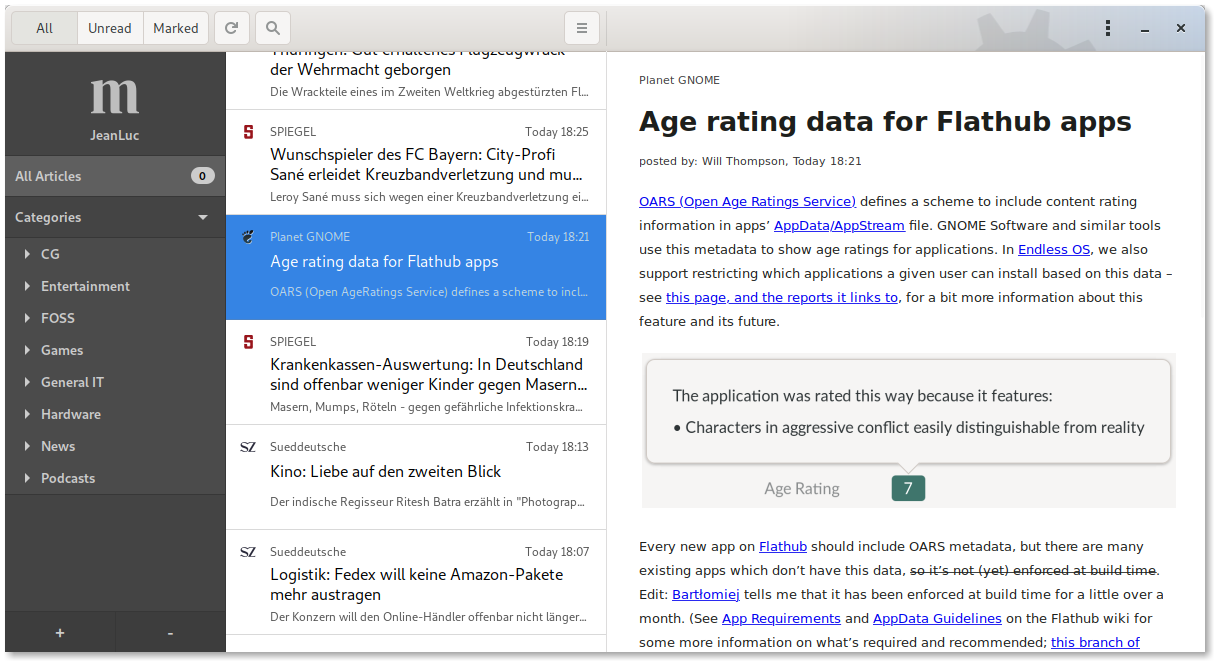 All
Unread
Marked
m
JeanLuc
All Articles
0
Categories
CG
Entertainment
FOSS
Games
General IT
Hardware
News
Podcasts
+
-
Thüringen: Gut erhaltenes Flugzeugwrack
der Wehrmacht geborgen
Die Wrackteile eines im Zweiten Weltkrieg abgestürzten Fl...
SPIEGEL
Today 18:25
Wunschspieler des FC Bayern: City-Profi
Sané erleidet Kreuzbandverletzung und mu...
Leroy Sané muss sich wegen einer Kreuzbandverletzung ei...
Planet GNOME
Today 18:21
Age rating data for Flathub apps
OARS (Open AgeRatings Service) defines a scheme to incl...
SPIEGEL
Today 18:19
Krankenkassen-Auswertung: In Deutschland
sind offenbar weniger Kinder gegen Masern...
Masern, Mumps, Röteln - gegen gefährliche Infektionskra...
SZ
Sueddeutsche
Today 18:13
Kino: Liebe auf den zweiten Blick
Der indische Regisseur Ritesh Batra erzählt in "Photograp...
SZ
Sueddeutsche
Today 18:07
Logistik: Fedex will keine Amazon-Pakete
mehr austragen
Der Konzern will den Online-Händler offenbar nicht länger...
Planet GNOME
Age rating data for Flathub apps
posted by: Will Thompson, Today 18:21
OARS (Open Age Ratings Service) defines a scheme to include content rating
information in apps’ AppData/AppStream file. GNOME Software and similar tools
use this metadata to show age ratings for applications. In Endless OS, we also
support restricting which applications a given user can install based on this data –
see this page, and the reports it links to, for a bit more information about this
feature and its future.
The application was rated this way because it features:
• Characters in aggressive conflict easily distinguishable from reality
Age Rating
7
Every new app on Flathub should include OARS metadata, but there are many
existing apps which don’t have this data, so it’s not (yet) enforced at build time.
Edit: Bartłomiej tells me that it has been enforced at build time for a little over a
month. (See App Requirements and AppData Guidelines on the Flathub wiki for
some more information on what’s required and recommended; this branch of